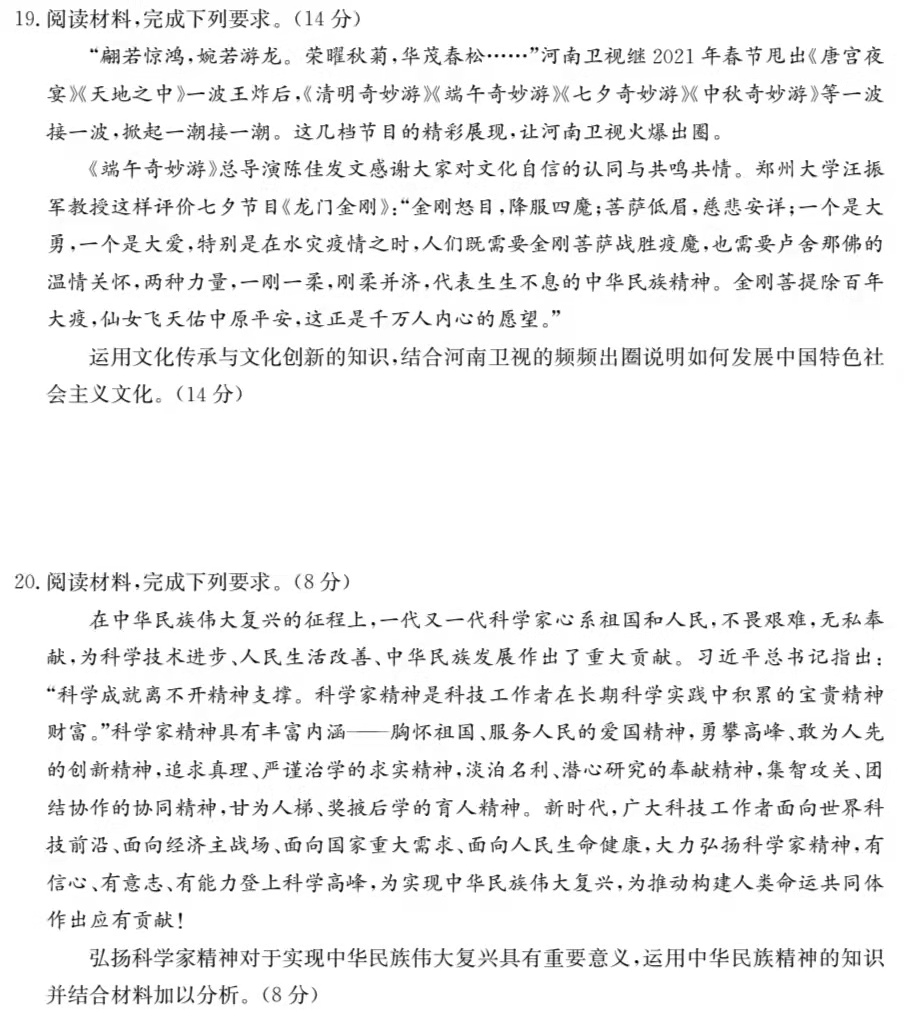 19. 阅读材料,完成下列要求。(14 分)
“翩若惊鸿,婉若游龙。荣曜秋菊,华茂春松……”河南卫视继 2021 年春节甩出《唐宫夜
宴》《天地之中》一波王炸后,《清明奇妙游》《端午奇妙游》《七夕奇妙游》《中秋奇妙游》等一波
接一波,掀起一潮接一潮。这几档节目的精彩展现,让河南卫视火爆出圈。
《端午奇妙游》总导演陈佳发文感谢大家对文化自信的认同与共鸣共情。郑州大学汪振
军教授这样评价七夕节目《龙门金刚》:“金刚怒目,降服四魔;菩萨低眉,慈悲安详;一个是大
勇,一个是大爱,特别是在水灾疫情之时,人们既需要金刚菩萨战胜疫魔,也需要卢舍那佛的
温情关怀,两种力量,一刚一柔,刚柔并济,代表生生不息的中华民族精神。金刚菩提除百年
大疫,仙女飞天佑中原平安,这正是千万人内心的愿望。”
运用文化传承与文化创新的知识,结合河南卫视的频频出圈说明如何发展中国特色社
会主义文化。(14 分)
20. 阅读材料,完成下列要求。(8 分)
在中华民族伟大复兴的征程上,一代又一代科学家心系祖国和人民,不畏艰难,无私奉
献,为科学技术进步、人民生活改善、中华民族发展作出了重大贡献。习近平总书记指出:
“科学成就离不开精神支撑。科学家精神是科技工作者在长期科学实践中积累的宝贵精神
财富。”科学家精神具有丰富内涵——胸怀祖国、服务人民的爱国精神,勇攀高峰、敢为人先
的创新精神,追求真理、严谨治学的求实精神,淡泊名利、潜心研究的奉献精神,集智攻关、团
结协作的协同精神,甘为人梯、奖掖后学的育人精神。新时代,广大科技工作者面向世界科
技前沿、面向经济主战场、面向国家重大需求、面向人民生命健康,大力弘扬科学家精神,有
信心、有意志、有能力登上科学高峰,为实现中华民族伟大复兴,为推动构建人类命运共同体
作出应有贡献!
弘扬科学家精神对于实现中华民族伟大复兴具有重要意义,运用中华民族精神的知识
并结合材料加以分析。(8 分)